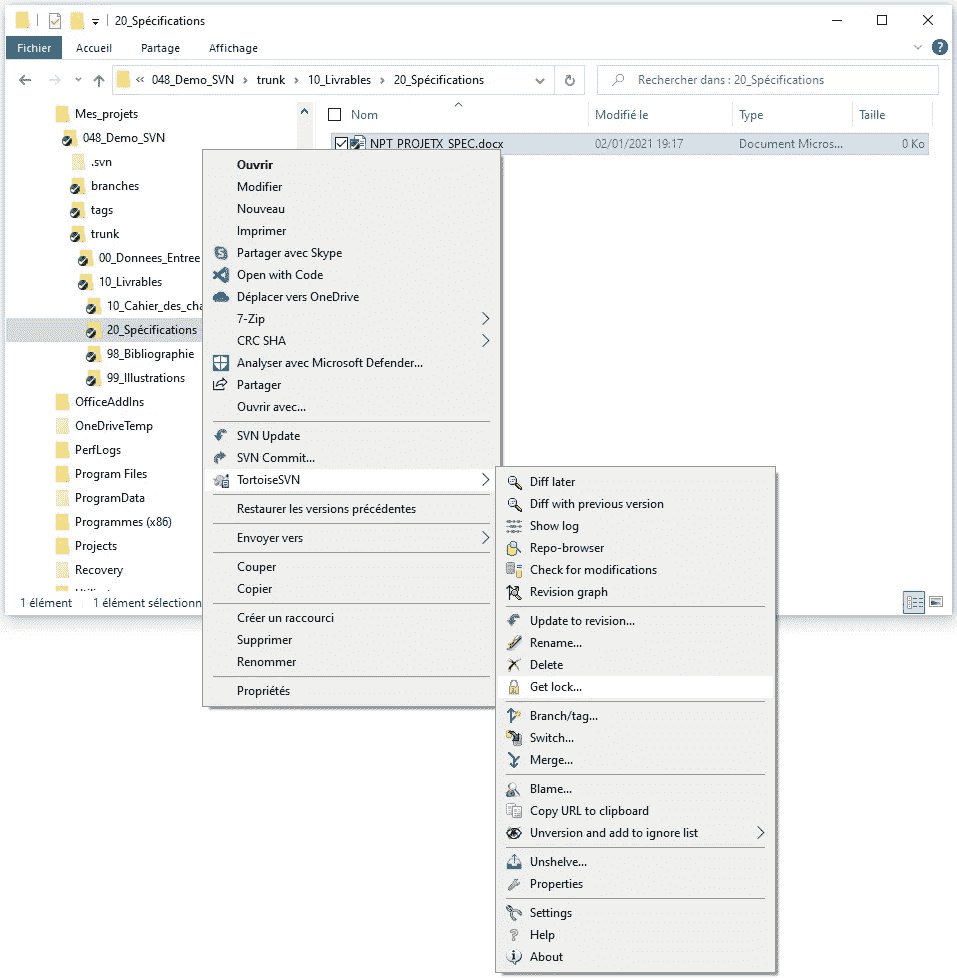 20_Spécifications
Fichier
Accueil
Partage
Affichage
« 048_Demo_SVN > trunk > 10_Livrables > 20_Spécifications
Rechercher dans : 20_Spécifications
Mes_projets
048_Demo_SVN
.svn
branches
tags
trunk
00_Donnees_Entree
10_Livrables
10_Cahier_des_cha
20_Spécifications
98_Bibliographie
99_Illustrations
OfficeAddIns
OneDriveTemp
PerfLogs
Program Files
ProgramData
Programmes (x86)
Projects
Recovery
Nom
Modifié le
Type
Taille
NPT_PROJETX_SPEC.docx
02/01/2021 19:17
Document Micros...
0 Ko
1 élément
1 élément sélectionn
Ouvrir
Modifier
Nouveau
Imprimer
Partager avec Skype
Open with Code
Déplacer vers OneDrive
7-Zip
CRC SHA
Analyser avec Microsoft Defender...
Partager
Ouvrir avec...
SVN Update
SVN Commit...
TortoiseSVN
Restaurer les versions précédentes
Envoyer vers
Couper
Copier
Créer un raccourci
Supprimer
Renommer
Propriétés
Diff later
Diff with previous version
Show log
Repo-browser
Check for modifications
Revision graph
Update to revision...
Rename...
Delete
Get lock...
Branch/tag...
Switch...
Merge...
Blame...
Copy URL to clipboard
Unversion and add to ignore list
Unshelve...
Properties
Settings
Help
About